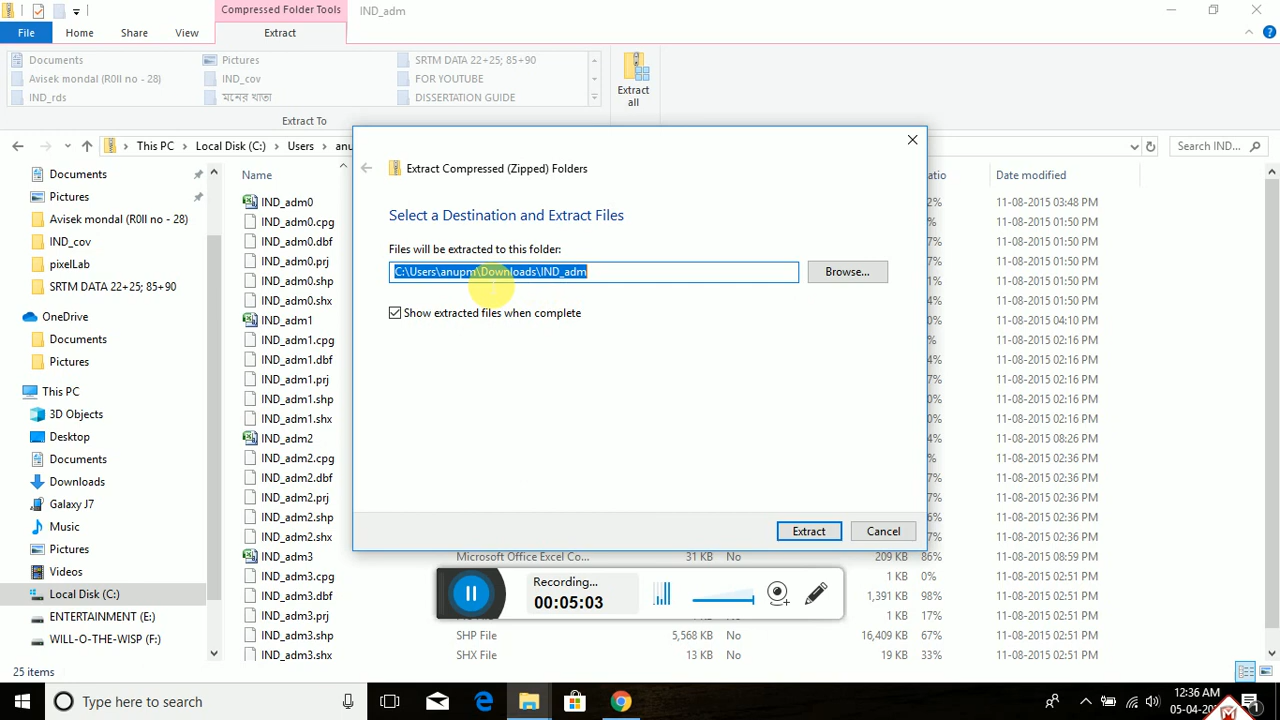 Compressed Folder Tools
IND_adm
File
Home
Share
View
Extract
Documents
Pictures
SRTM DATA 22+25; 85+90
Avisek mondal (R0ll no - 28)
IND_cov
FOR YOUTUBE
IND_rds
মনের খাতা
DISSERTATION GUIDE
Extract To
Extract all
This PC
Local Disk (C:)
Users
Search IND...
Documents
Pictures
Avisek mondal (R0ll no - 28)
IND_cov
pixelLab
SRTM DATA 22+25; 85+90
OneDrive
Documents
Pictures
This PC
3D Objects
Desktop
Documents
Downloads
Galaxy J7
Music
Pictures
Videos
Local Disk (C:)
ENTERTAINMENT (E:)
WILL-O-THE-WISP (F:)
Name
Date modified
IND_adm0 11-08-2015 03:48 PM
IND_adm0.cpg 11-08-2015 01:50 PM
IND_adm0.dbf 11-08-2015 01:50 PM
IND_adm0.prj 11-08-2015 01:50 PM
IND_adm0.shp 11-08-2015 01:50 PM
IND_adm0.shx 11-08-2015 01:50 PM
IND_adm1 11-08-2015 04:10 PM
IND_adm1.cpg 11-08-2015 02:16 PM
IND_adm1.dbf 11-08-2015 02:16 PM
IND_adm1.prj 11-08-2015 02:16 PM
IND_adm1.shp 11-08-2015 02:16 PM
IND_adm1.shx 11-08-2015 02:16 PM
IND_adm2 11-08-2015 08:26 PM
IND_adm2.cpg 11-08-2015 02:36 PM
IND_adm2.dbf 11-08-2015 02:36 PM
IND_adm2.prj 11-08-2015 02:36 PM
IND_adm2.shp 11-08-2015 02:36 PM
IND_adm2.shx 11-08-2015 02:36 PM
IND_adm3 Microsoft Office Excel Co... 31 KB No 209 KB 86% 11-08-2015 08:59 PM
IND_adm3.cpg 1 KB 0% 11-08-2015 02:51 PM
IND_adm3.dbf 1,391 KB 98% 11-08-2015 02:51 PM
IND_adm3.prj 1 KB 17% 11-08-2015 02:51 PM
IND_adm3.shp SHP File 5,568 KB No 16,409 KB 67% 11-08-2015 02:51 PM
IND_adm3.shx SHX File 13 KB No 19 KB 33% 11-08-2015 02:51 PM
Extract Compressed (Zipped) Folders
Select a Destination and Extract Files
Files will be extracted to this folder:
C:\Users\anupm\Downloads\IND_adm
Browse...
Show extracted files when complete
Extract
Cancel
Recording...
00:05:03
25 items
Type here to search
12:36 AM